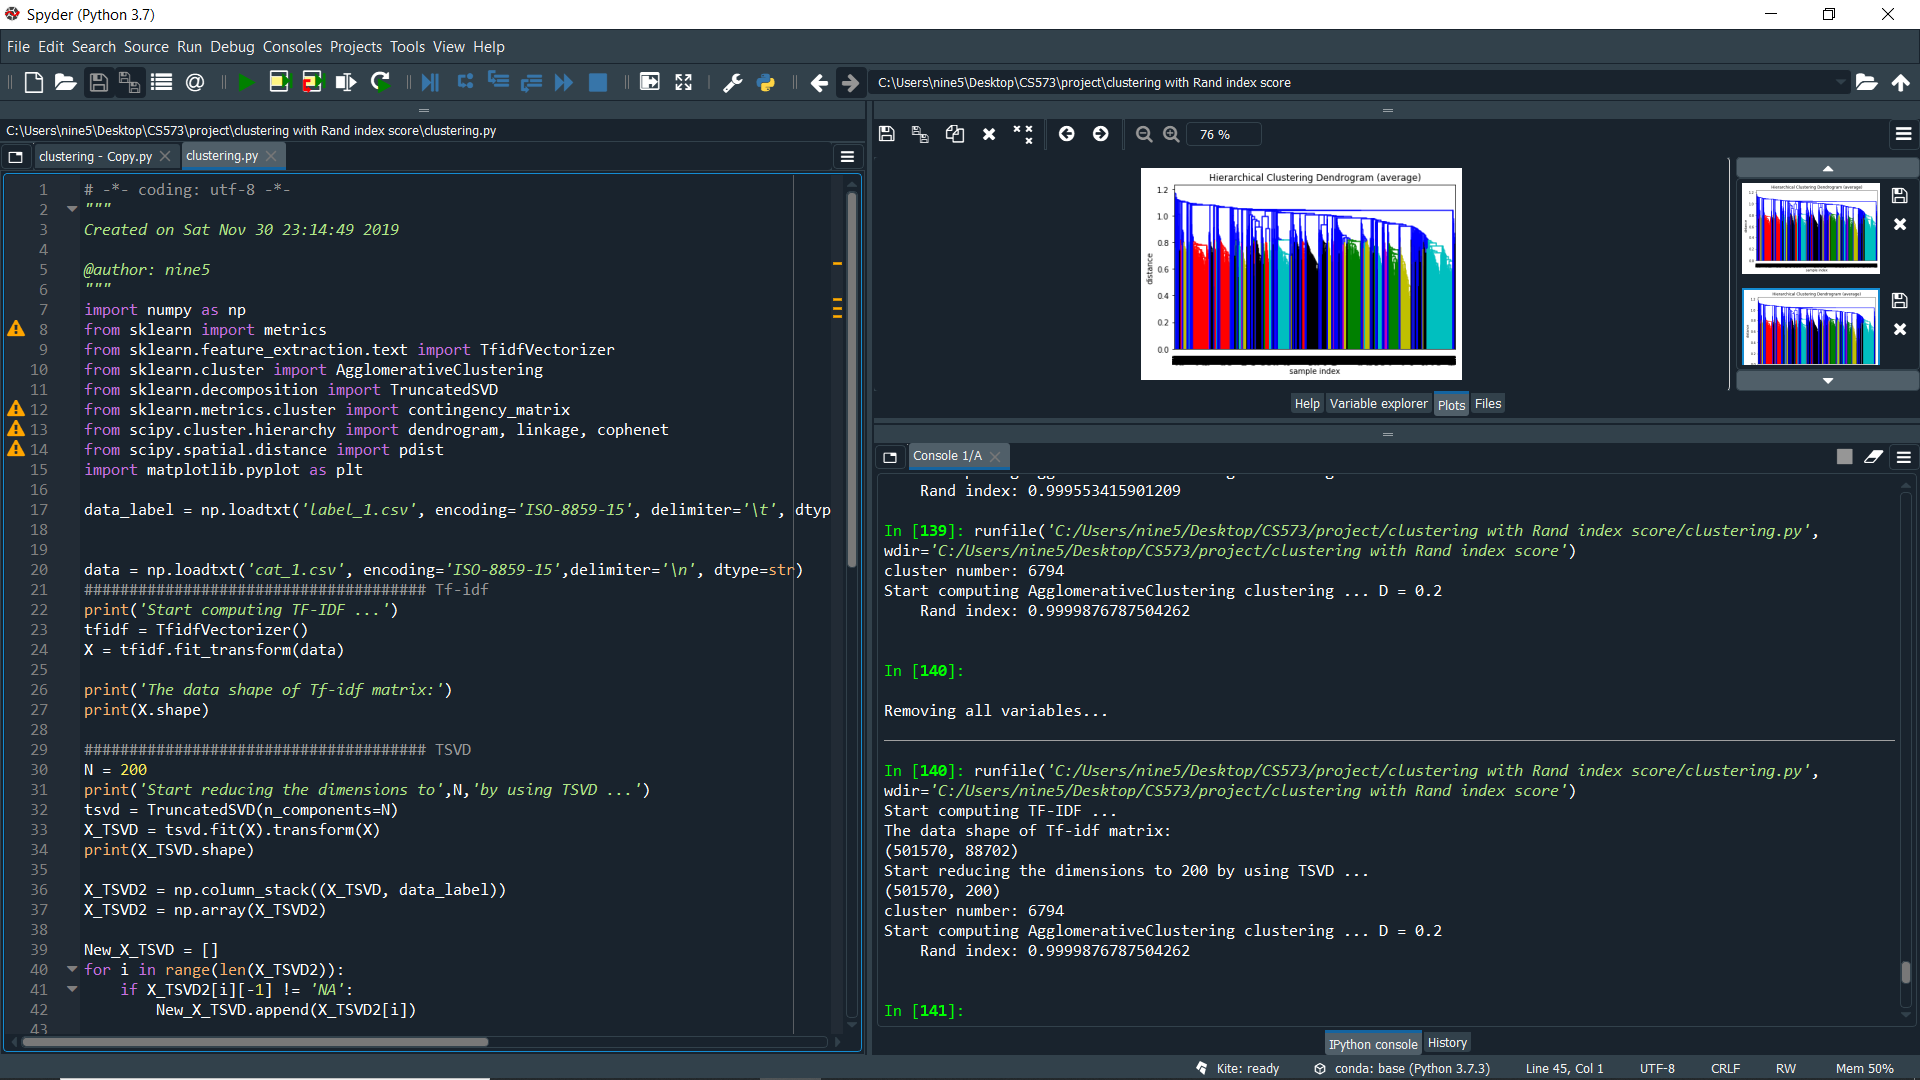 Spyder (Python 3.7)
File Edit Search Source Run Debug Consoles Projects Tools View Help
C:\Users\nine5\Desktop\CS573\project\clustering with Rand index score
C:\Users\nine5\Desktop\CS573\project\clustering with Rand index score\clustering.py
clustering - Copy.py
clustering.py
1 # -*- coding: utf-8 -*-
2 """
3 Created on Sat Nov 30 23:14:49 2019
4
5 @author: nine5
6 """
7 import numpy as np
8 from sklearn import metrics
9 from sklearn.feature_extraction.text import TfidfVectorizer
10 from sklearn.cluster import AgglomerativeClustering
11 from sklearn.decomposition import TruncatedSVD
12 from sklearn.metrics.cluster import contingency_matrix
13 from scipy.cluster.hierarchy import dendrogram, linkage, cophenet
14 from scipy.spatial.distance import pdist
15 import matplotlib.pyplot as plt
16
17 data_label = np.loadtxt('label_1.csv', encoding='ISO-8859-15', delimiter='\t', dtyp
18
19
20 data = np.loadtxt('cat_1.csv', encoding='ISO-8859-15',delimiter='\n', dtype=str)
21 ###################################### Tf-idf
22 print('Start computing TF-IDF ...')
23 tfidf = TfidfVectorizer()
24 X = tfidf.fit_transform(data)
25
26 print('The data shape of Tf-idf matrix:')
27 print(X.shape)
28
29 ###################################### TSVD
30 N = 200
31 print('Start reducing the dimensions to',N,'by using TSVD ...')
32 tsvd = TruncatedSVD(n_components=N)
33 X_TSVD = tsvd.fit(X).transform(X)
34 print(X_TSVD.shape)
35
36 X_TSVD2 = np.column_stack((X_TSVD, data_label))
37 X_TSVD2 = np.array(X_TSVD2)
38
39 New_X_TSVD = []
40 for i in range(len(X_TSVD2)):
41 if X_TSVD2[i][-1] != 'NA':
42 New_X_TSVD.append(X_TSVD2[i])
43
76 %
Hierarchical Clustering Dendrogram (average)
1.2
1.0
0.8
0.6
0.4
0.2
0.0
distance
sample index
Hierarchical Clustering Dendrogram (average)
sample index
Hierarchical Clustering Dendrogram (average)
Help Variable explorer Plots Files
Console 1/A
Rand index: 0.999553415901209
In [139]: runfile('C:/Users/nine5/Desktop/CS573/project/clustering with Rand index score/clustering.py',
wdir='C:/Users/nine5/Desktop/CS573/project/clustering with Rand index score')
cluster number: 6794
Start computing AgglomerativeClustering clustering ... D = 0.2
Rand index: 0.9999876787504262
In [140]:
Removing all variables...
In [140]: runfile('C:/Users/nine5/Desktop/CS573/project/clustering with Rand index score/clustering.py',
wdir='C:/Users/nine5/Desktop/CS573/project/clustering with Rand index score')
Start computing TF-IDF ...
The data shape of Tf-idf matrix:
(501570, 88702)
Start reducing the dimensions to 200 by using TSVD ...
(501570, 200)
cluster number: 6794
Start computing AgglomerativeClustering clustering ... D = 0.2
Rand index: 0.9999876787504262
In [141]:
IPython console History
Kite: ready conda: base (Python 3.7.3) Line 45, Col 1 UTF-8 CRLF RW Mem 50%